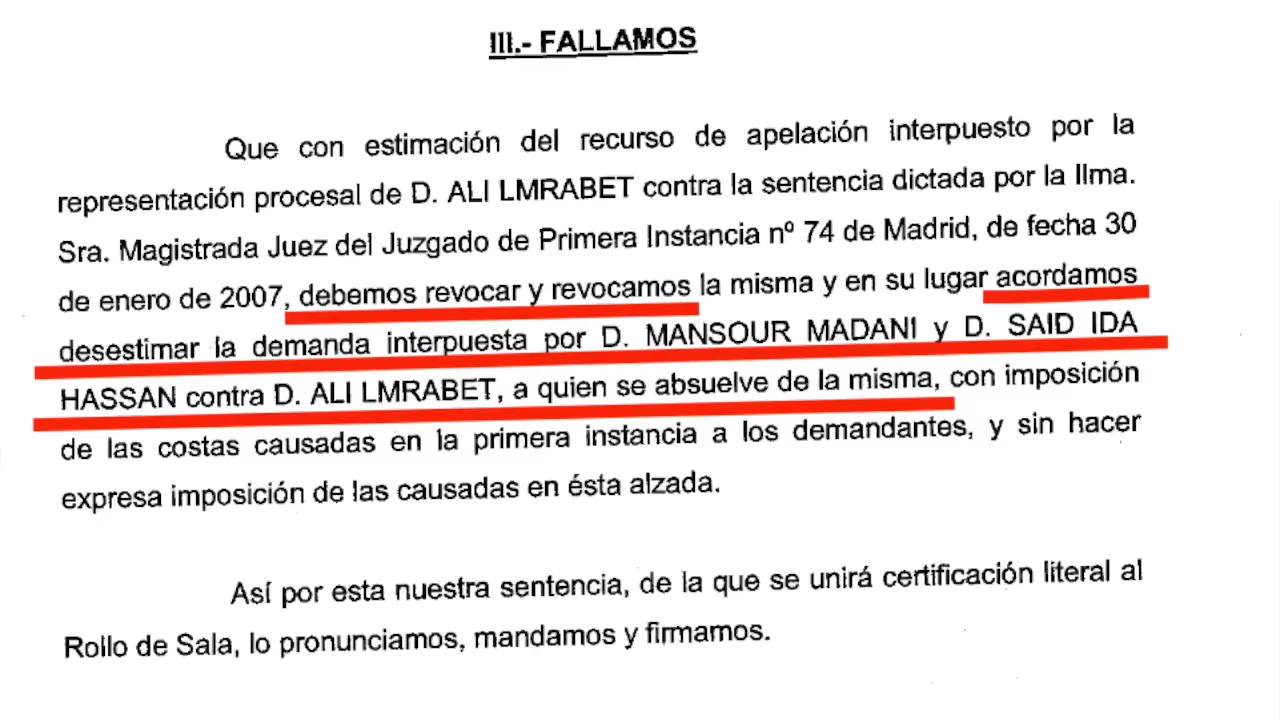 III.- FALLAMOS
Que con estimación del recurso de apelación interpuesto por la
representación procesal de D. ALI LMRABET contra la sentencia dictada por la Ilma.
Sra. Magistrada Juez del Juzgado de Primera Instancia nº 74 de Madrid, de fecha 30
de enero de 2007, debemos revocar y revocamos la misma y en su lugar acordamos
desestimar la demanda interpuesta por D. MANSOUR MADANI y D. SAID IDA
HASSAN contra D. ALI LMRABET, a quien se absuelve de la misma, con imposición
de las costas causadas en la primera instancia a los demandantes, y sin hacer
expresa imposición de las causadas en ésta alzada.
Así por esta nuestra sentencia, de la que se unirá certificación literal al
Rollo de Sala, lo pronunciamos, mandamos y firmamos.